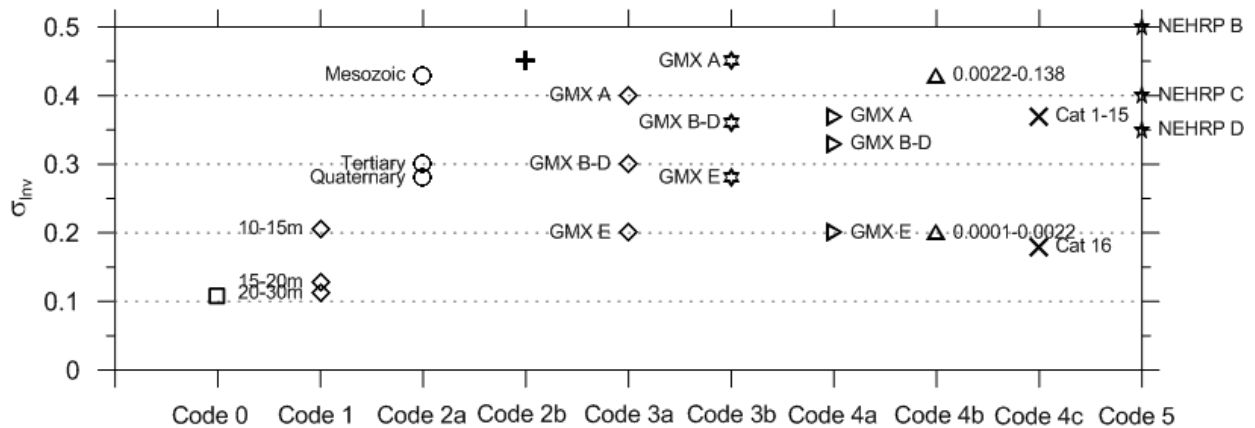 0.5
NEHRP B
GMX A
Mesozoic
0.0022-0.138
0.4
GMX A
NEHRP C
GMX A
Cat 1-15
GMX B-D
NEHRP D
GMX B-D
0.3
Tertiary
GMX B-D
Quaternary
GMX E
σInv
0.2
10-15m
GMX E
GMX E
0.0001-0.0022
Cat 16
15-20m
20-30m
0.1
0
Code 0 Code 1 Code 2a Code 2b Code 3a Code 3b Code 4a Code 4b Code 4c Code 5